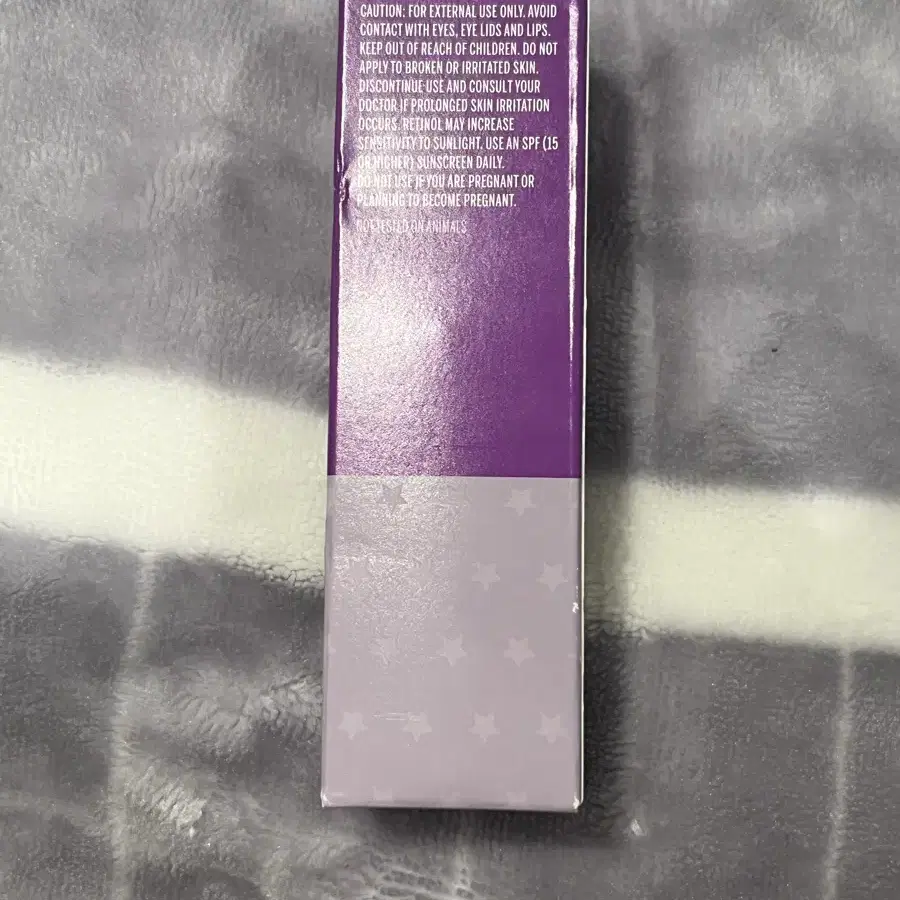 CAUTION: FOR EXTERNAL USE ONLY. AVOID
CONTACT WITH EYES, EYE LIDS AND LIPS.
KEEP OUT OF REACH OF CHILDREN. DO NOT
APPLY TO BROKEN OR IRRITATED SKIN.
DISCONTINUE USE AND CONSULT YOUR
DOCTOR IF PROLONGED SKIN IRRITATION
OCCURS. RETINOL MAY INCREASE
SENSITIVITY TO SUNLIGHT. USE AN SPF (15
OR HIGHER) SUNSCREEN DAILY.
DO NOT USE IF YOU ARE PREGNANT OR
PLANNING TO BECOME PREGNANT.
NOT TESTED ON ANIMALS